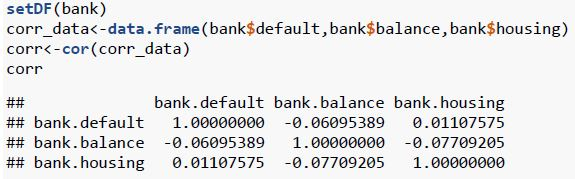 setDF(bank)
corr_data<-data.frame(bank$default,bank$balance,bank$housing)
corr<-cor(corr_data)
corr
##              bank.default bank.balance bank.housing
## bank.default   1.00000000  -0.06095389   0.01107575
## bank.balance  -0.06095389   1.00000000  -0.07709205
## bank.housing   0.01107575  -0.07709205   1.00000000